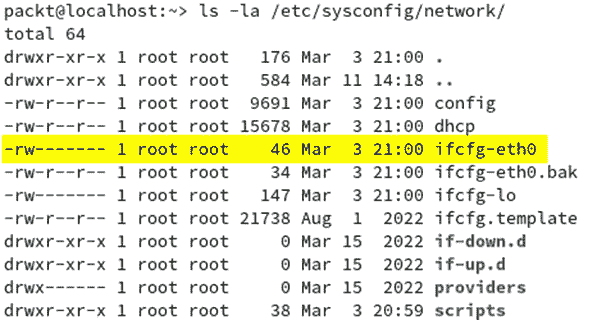 packt@localhost:~> ls -la /etc/sysconfig/network/
total 64
drwxr-xr-x 1 root root   176 Mar  3 21:00 .
drwxr-xr-x 1 root root   584 Mar 11 14:18 ..
-rw-r--r-- 1 root root  9691 Mar  3 21:00 config
-rw-r--r-- 1 root root 15678 Mar  3 21:00 dhcp
-rw------- 1 root root    46 Mar  3 21:00 ifcfg-eth0
-rw-r--r-- 1 root root    34 Mar  3 21:00 ifcfg-eth0.bak
-rw------- 1 root root   147 Mar  3 21:00 ifcfg-lo
-rw-r--r-- 1 root root 21738 Aug  1  2022 ifcfg.template
drwxr-xr-x 1 root root     0 Mar 15  2022 if-down.d
drwxr-xr-x 1 root root     0 Mar 15  2022 if-up.d
drwx------ 1 root root     0 Mar 15  2022 providers
drwxr-xr-x 1 root root    38 Mar  3 20:59 scripts